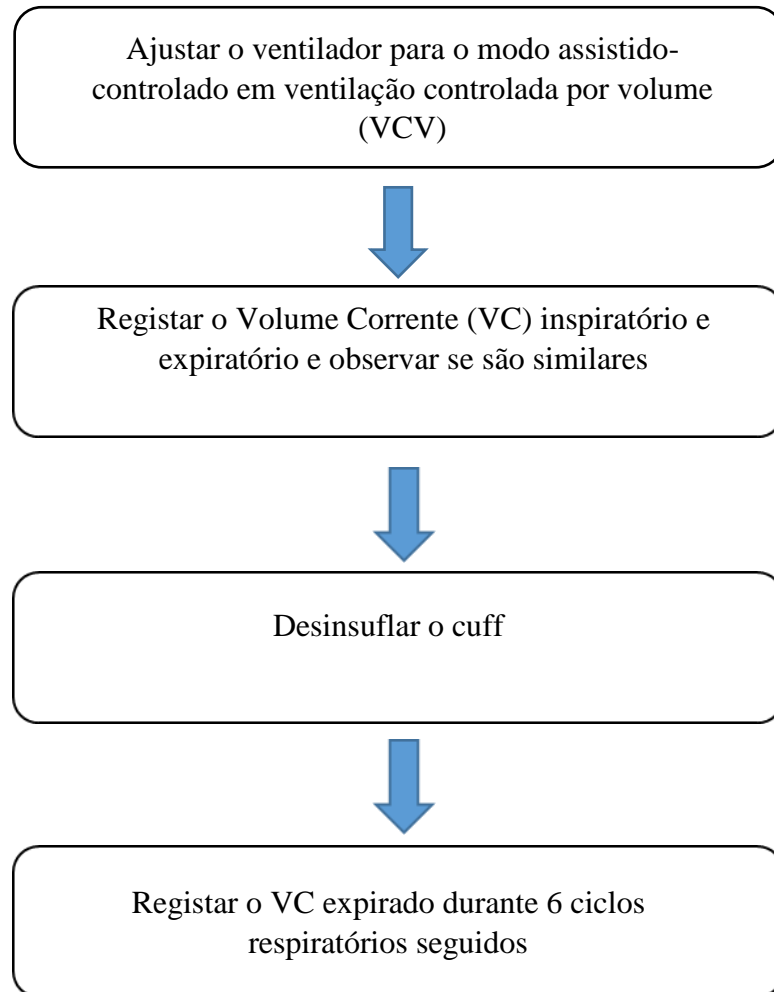 Ajustar o ventilador para o modo assistido-
controlado em ventilação controlada por volume
(VCV)
Registar o Volume Corrente (VC) inspiratório e
expiratório e observar se são similares
Desinsuflar o cuff
Registar o VC expirado durante 6 ciclos
respiratórios seguidos